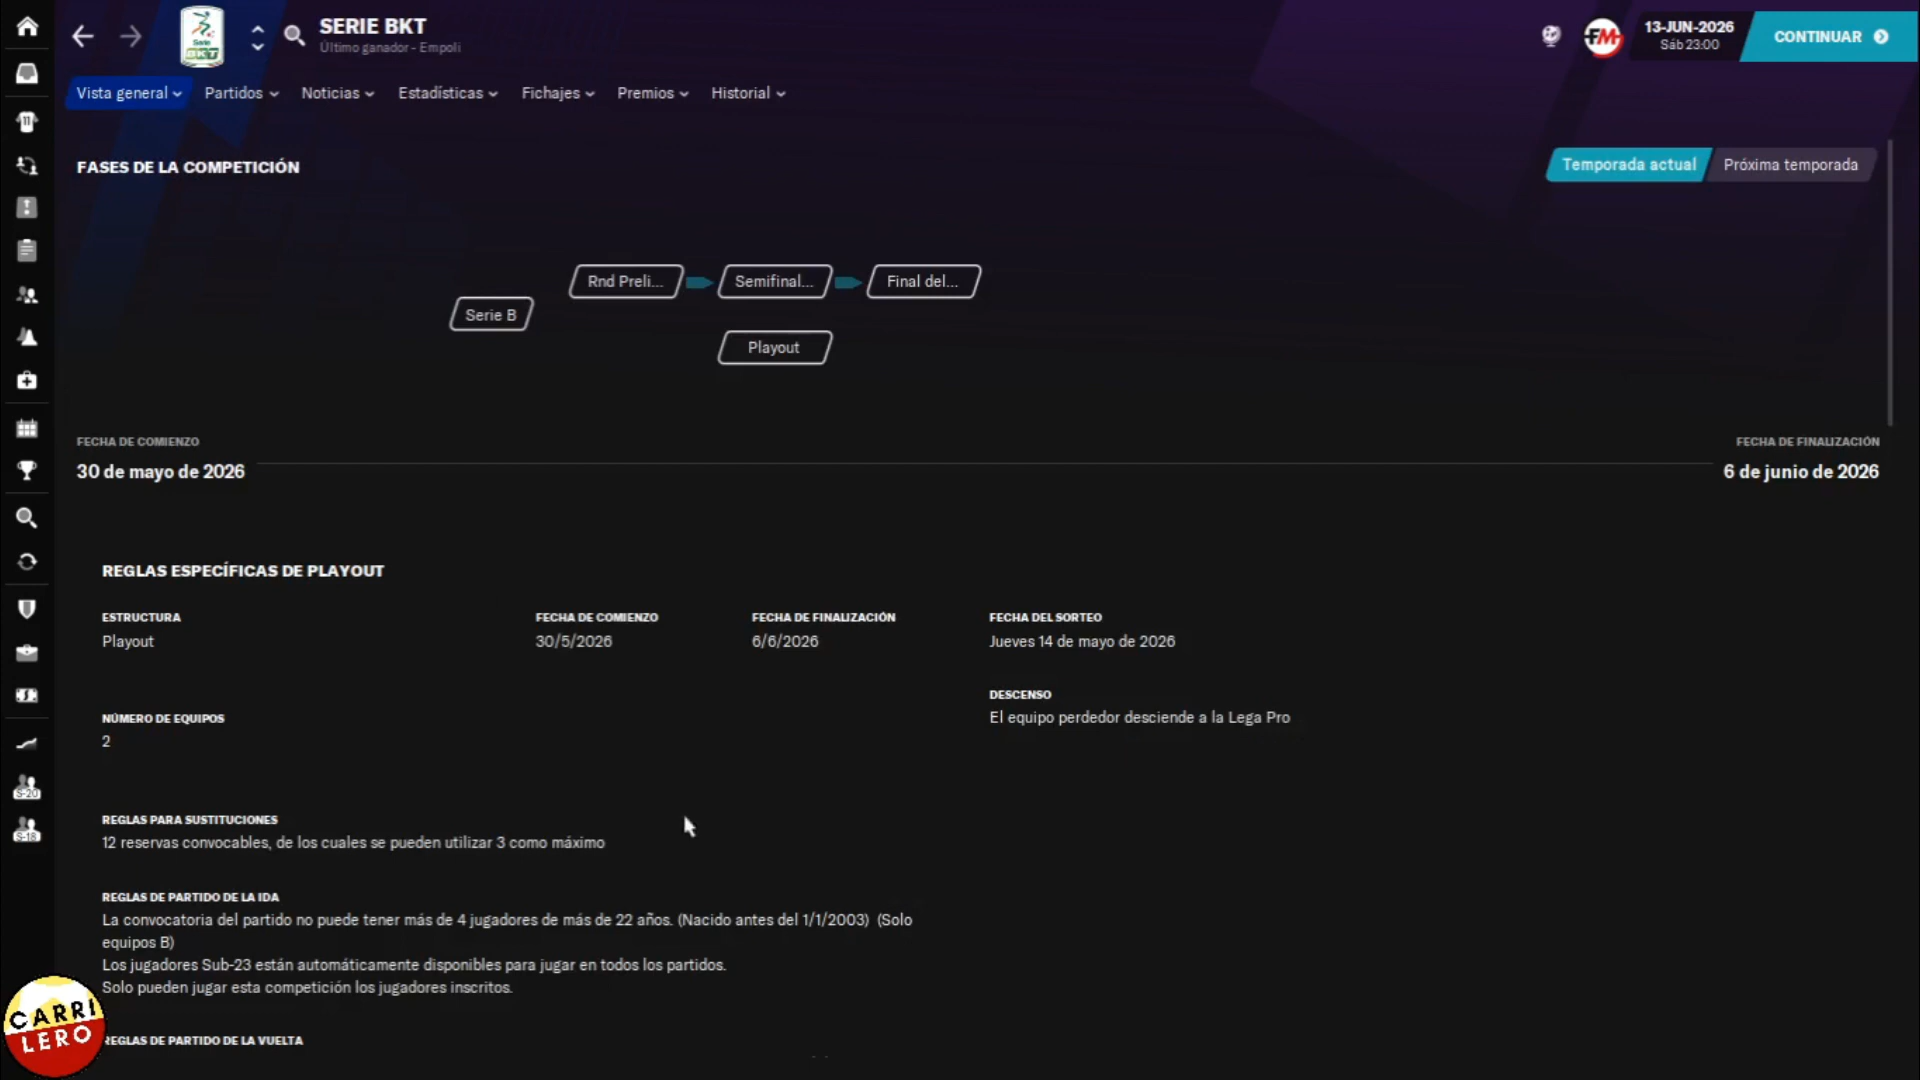 SERIE BKT
Último ganador - Empoli
Serie
BKT
FM
13-JUN-2026
Sáb 23:00
CONTINUAR
Vista general
Partidos
Noticias
Estadísticas
Fichajes
Premios
Historial
FASES DE LA COMPETICIÓN
Temporada actual
Próxima temporada
Rnd Preli...
Semifinal...
Final del...
Serie B
Playout
FECHA DE COMIENZO
FECHA DE FINALIZACIÓN
30 de mayo de 2026
6 de junio de 2026
REGLAS ESPECÍFICAS DE PLAYOUT
ESTRUCTURA
FECHA DE COMIENZO
FECHA DE FINALIZACIÓN
FECHA DEL SORTEO
Playout
30/5/2026
6/6/2026
Jueves 14 de mayo de 2026
DESCENSO
NÚMERO DE EQUIPOS
El equipo perdedor desciende a la Lega Pro
2
S-20
S-18
REGLAS PARA SUSTITUCIONES
12 reservas convocables, de los cuales se pueden utilizar 3 como máximo
REGLAS DE PARTIDO DE LA IDA
La convocatoria del partido no puede tener más de 4 jugadores de más de 22 años. (Nacido antes del 1/1/2003) (Solo
equipos B)
Los jugadores Sub-23 están automáticamente disponibles para jugar en todos los partidos.
Solo pueden jugar esta competición los jugadores inscritos.
CARRI
LERO
REGLAS DE PARTIDO DE LA VUELTA